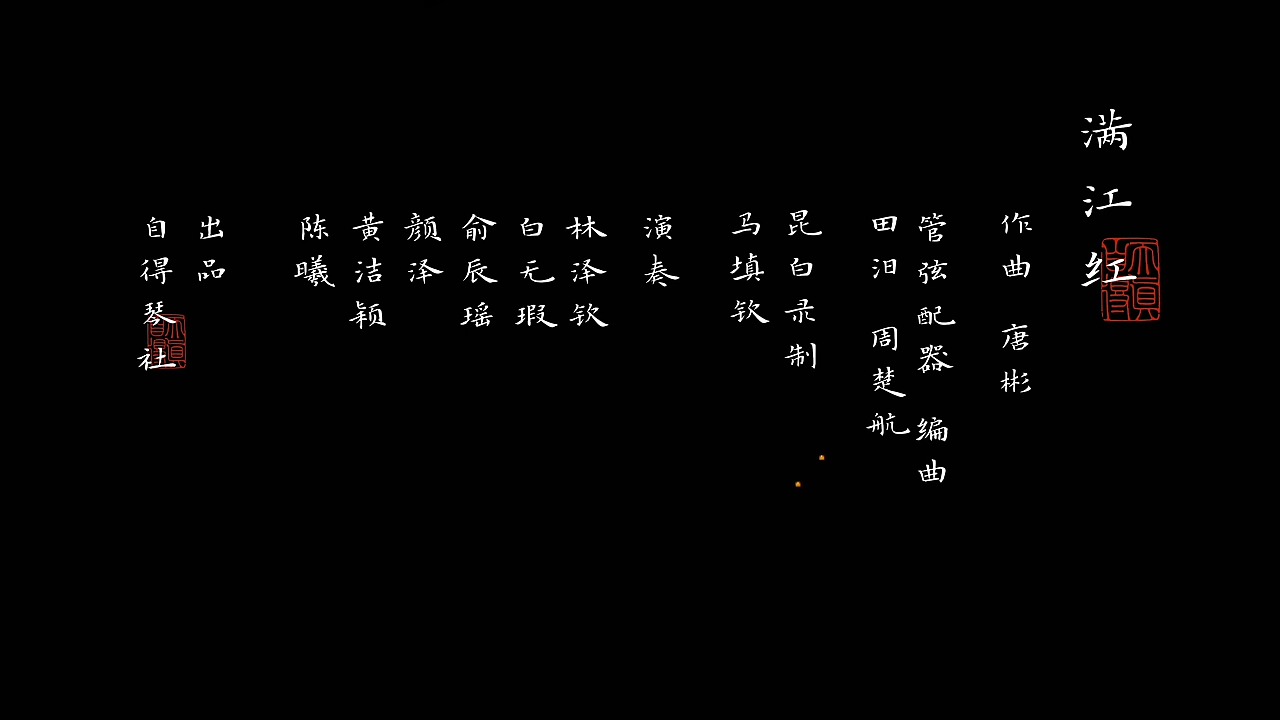 满江红
作曲 唐彬
管弦配器 编曲
田汨 周楚航
昆白录制
马填钦
演奏
林泽钦
白无瑕
俞辰瑶
颜泽
黄洁颖
陈曦
出品
自得琴社